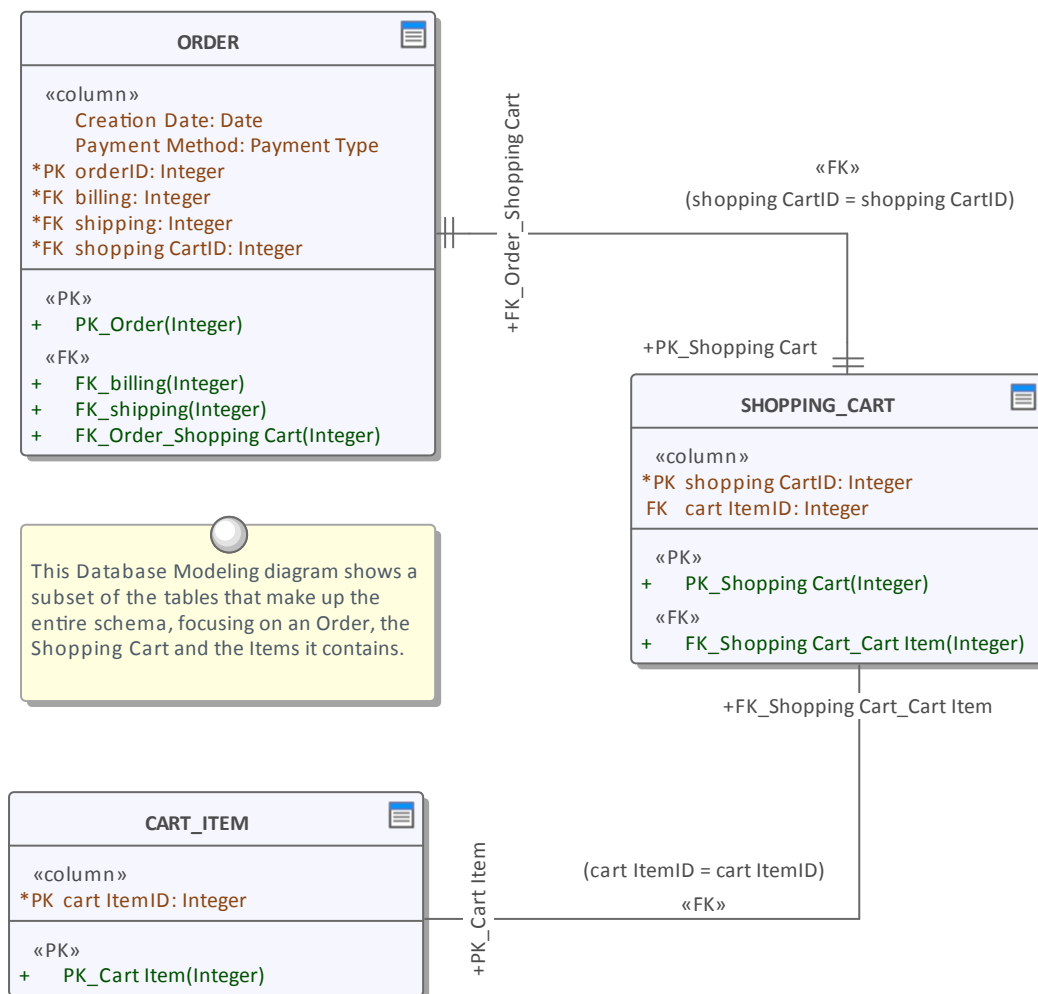 ORDER
«column»
Creation Date: Date
Payment Method: Payment Type
*PK orderID: Integer
*FK billing: Integer
*FK shipping: Integer
*FK shopping CartID: Integer
«PK»
+ PK_Order(Integer)
«FK»
+ FK_billing(Integer)
+ FK_shipping(Integer)
+ FK_Order_Shopping Cart(Integer)
+FK_Order_Shopping Cart
«FK»
(shopping CartID = shopping CartID)
+PK_Shopping Cart
SHOPPING_CART
«column»
*PK shopping CartID: Integer
FK cart ItemID: Integer
«PK»
+ PK_Shopping Cart(Integer)
«FK»
+ FK_Shopping Cart_Cart Item(Integer)
+FK_Shopping Cart_Cart Item
This Database Modeling diagram shows a
subset of the tables that make up the
entire schema, focusing on an Order, the
Shopping Cart and the Items it contains.
CART_ITEM
«column»
*PK cart ItemID: Integer
«PK»
+ PK_Cart Item(Integer)
+PK_Cart Item
(cart ItemID = cart ItemID)
«FK»